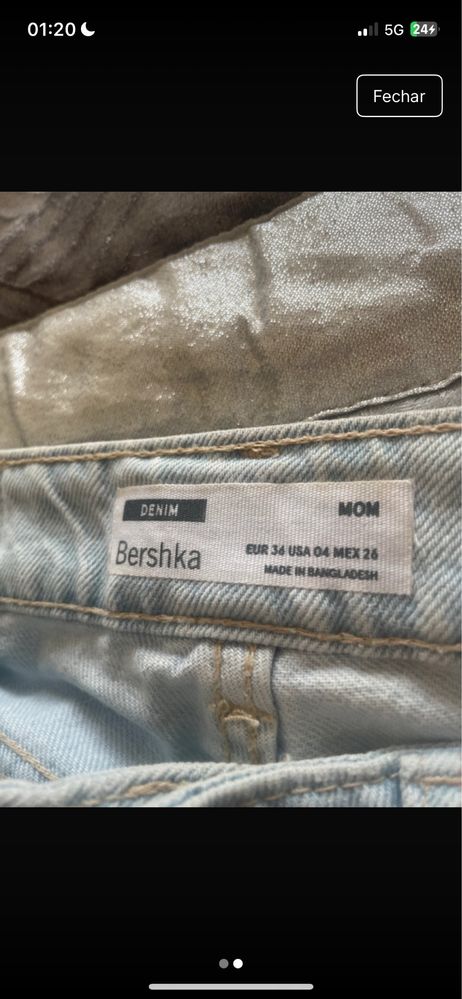 01:20
5G
24
Fechar
DENIM
MOM
Bershka
EUR 36 USA 04 MEX 26
MADE IN BANGLADESH